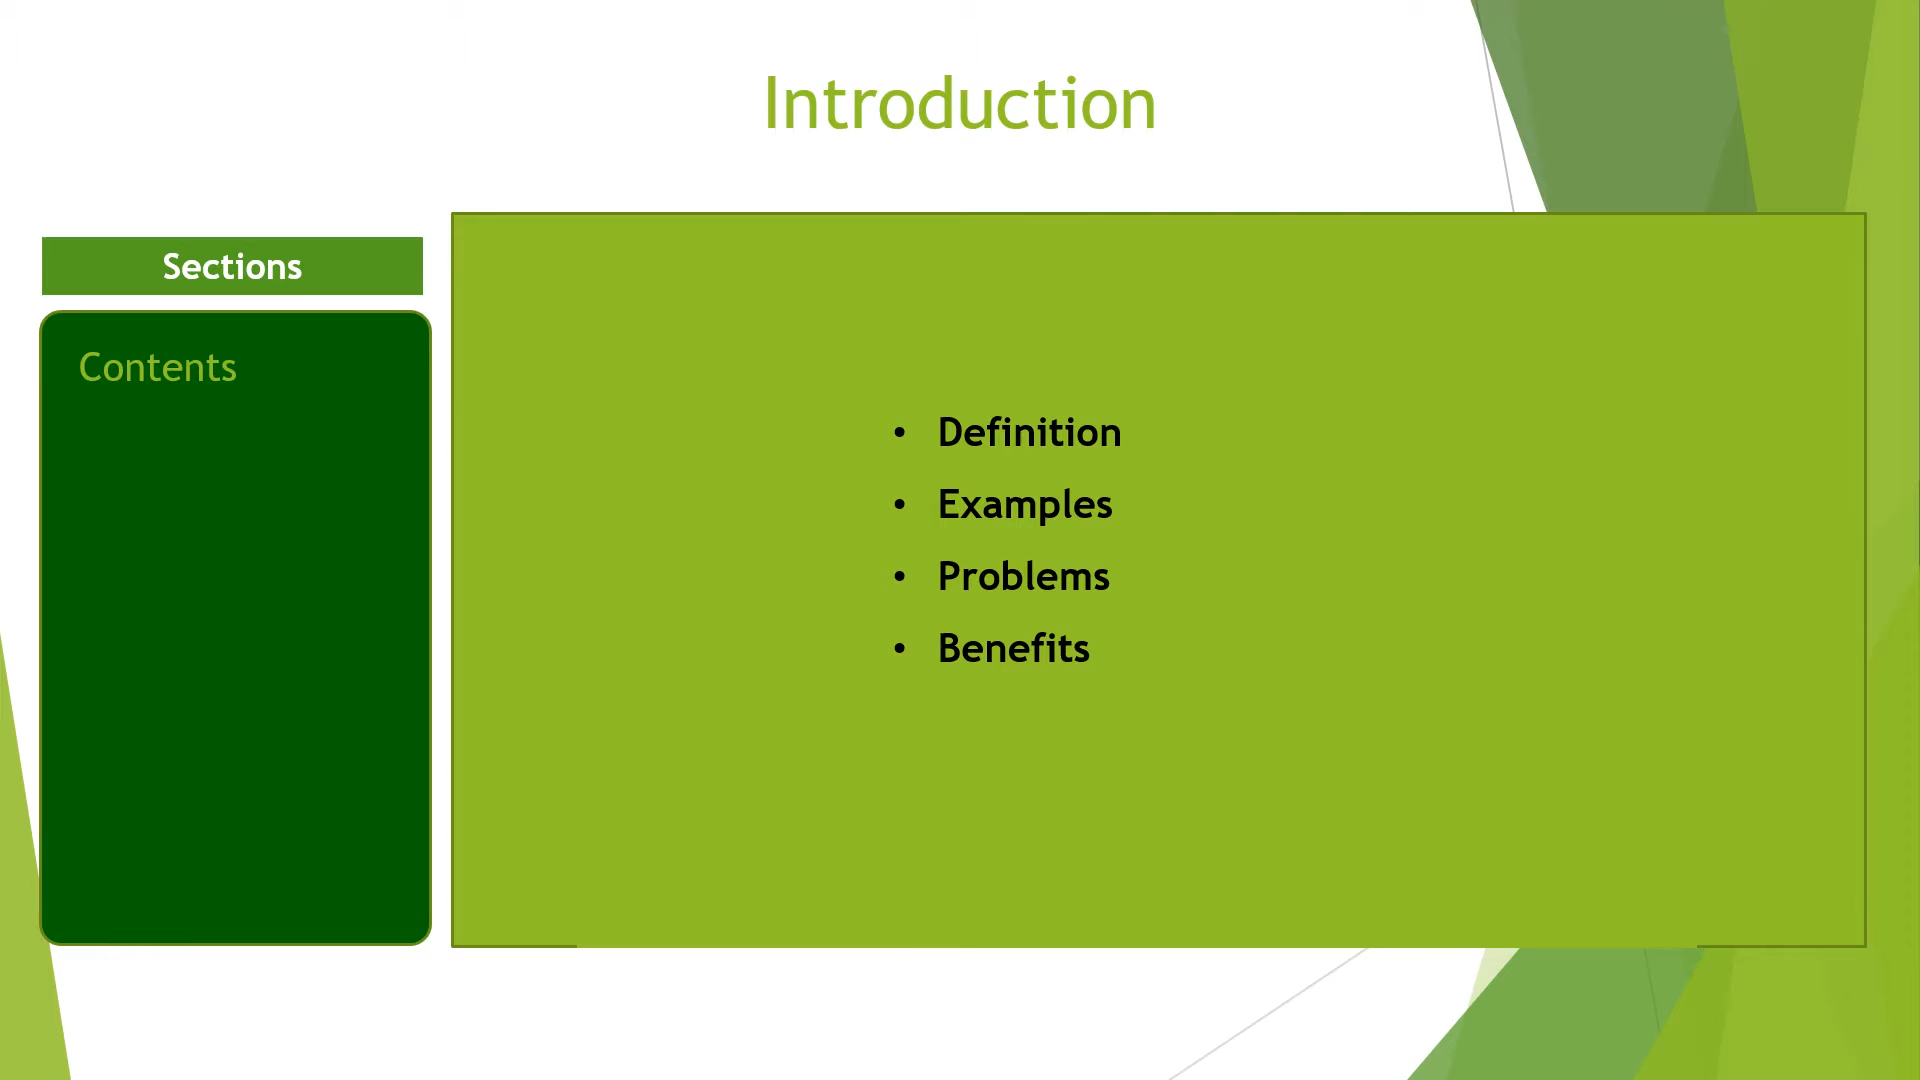 Introduction
Sections
Contents
• Definition
• Examples
• Problems
• Benefits